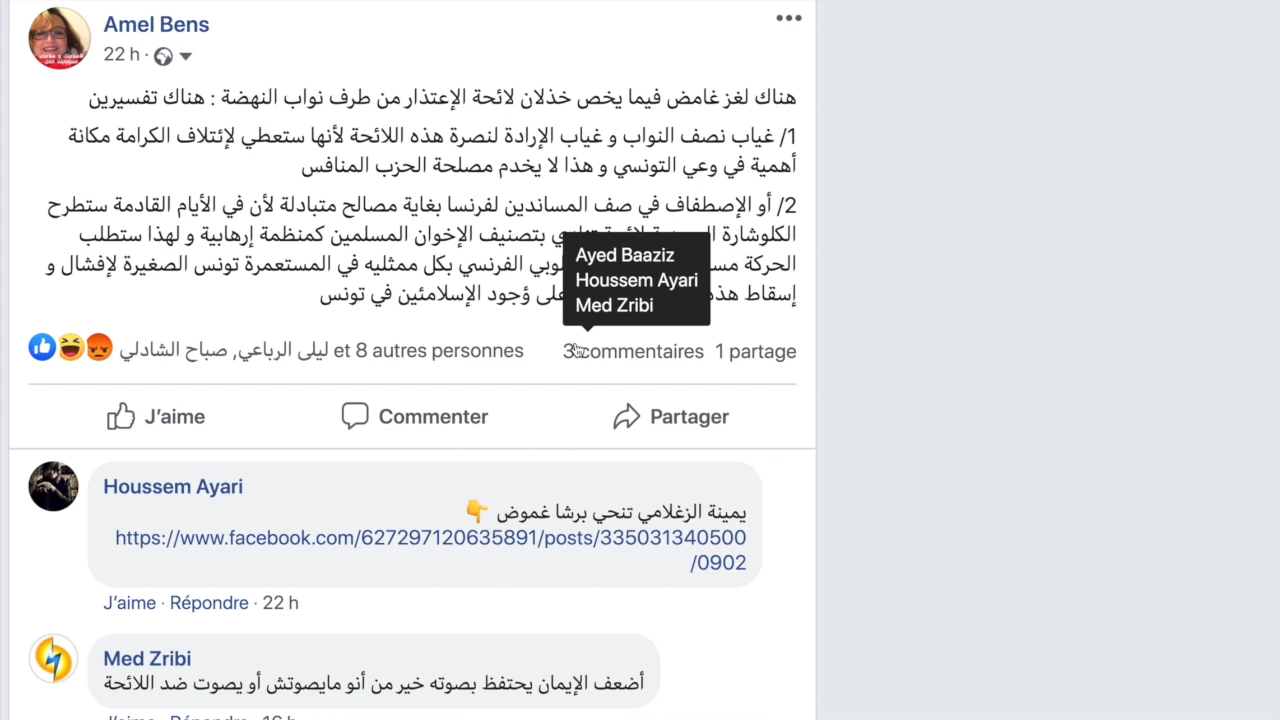 Amel Bens
22 h ·
هناك لغز غامض فيما يخص خذلان لائحة الإعتذار من طرف نواب النهضة : هناك تفسيرين
1/ غياب نصف النواب و غياب الإرادة لنصرة هذه اللائحة لأنها ستعطي لإئتلاف الكرامة مكانة
أهمية في وعي التونسي و هذا لا يخدم مصلحة الحزب المنافس
2/ أو الإصطفاف في صف المساندين لفرنسا بغاية مصالح متبادلة لأن في الأيام القادمة ستطرح
الكلوشارة بتصنيف الإخوان المسلمين كمنظمة إرهابية و لهذا ستطلب
الحركة الفرنسي بكل ممثليه في المستعمرة تونس الصغيرة لإفشال و
إسقاط وُجود الإسلامئين في تونس
Ayed Baaziz
Houssem Ayari
Med Zribi
ليلى الرباعي, صباح الشادلي et 8 autres personnes
3 commentaires 1 partage
J’aime Commenter Partager
Houssem Ayari
يمينة الزغلامي تنحي برشا غموض 👇
https://www.facebook.com/627297120635891/posts/335031340500
/0902
J’aime · Répondre · 22 h
Med Zribi
أضعف الإيمان يحتفظ بصوته خير من أنو مايصوتش أو يصوت ضد اللائحة